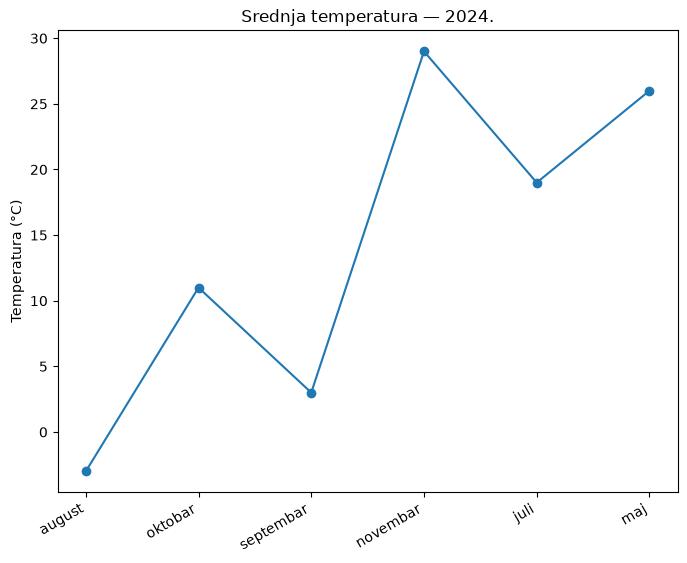 Srednja temperatura — 2024.
Temperatura (°C)
30
25
20
15
10
5
0
august
oktobar
septembar
novembar
juli
maj